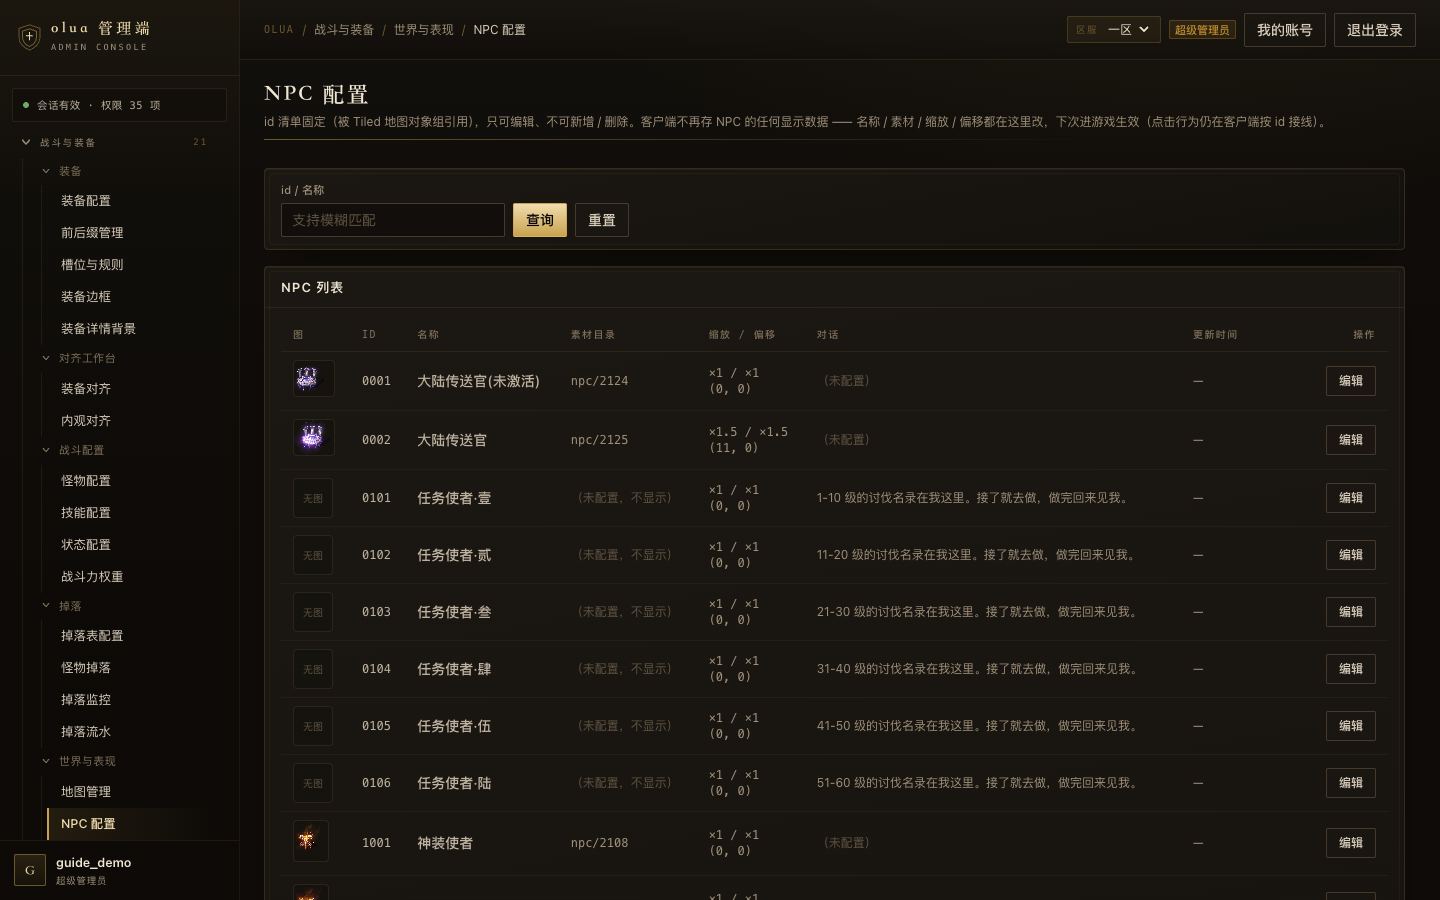 olua 管理端
ADMIN CONSOLE
会话有效 · 权限 35 项
战斗与装备 21
装备
装备配置
前后缀管理
槽位与规则
装备边框
装备详情背景
对齐工作台
装备对齐
内观对齐
战斗配置
怪物配置
技能配置
状态配置
战斗力权重
掉落
掉落表配置
怪物掉落
掉落监控
掉落流水
世界与表现
地图管理
NPC 配置
G
guide_demo
超级管理员
OLUA / 战斗与装备 / 世界与表现 / NPC 配置
区服 一区
超级管理员
我的账号
退出登录
NPC 配置
id 清单固定（被 Tiled 地图对象组引用），只可编辑、不可新增 / 删除。客户端不再存 NPC 的任何显示数据 —— 名称 / 素材 / 缩放 / 偏移都在这里改，下次进游戏生效（点击行为仍在客户端按 id 接线）。
id / 名称
支持模糊匹配 查询 重置
NPC 列表
图 ID 名称 素材目录 缩放 / 偏移 对话 更新时间 操作
0001 大陆传送官(未激活) npc/2124 ×1 / ×1 (0, 0) （未配置） — 编辑
0002 大陆传送官 npc/2125 ×1.5 / ×1.5 (11, 0) （未配置） — 编辑
无图 0101 任务使者·壹 （未配置，不显示） ×1 / ×1 (0, 0) 1-10 级的讨伐名录在我这里。接了就去做，做完回来见我。 — 编辑
无图 0102 任务使者·贰 （未配置，不显示） ×1 / ×1 (0, 0) 11-20 级的讨伐名录在我这里。接了就去做，做完回来见我。 — 编辑
无图 0103 任务使者·叁 （未配置，不显示） ×1 / ×1 (0, 0) 21-30 级的讨伐名录在我这里。接了就去做，做完回来见我。 — 编辑
无图 0104 任务使者·肆 （未配置，不显示） ×1 / ×1 (0, 0) 31-40 级的讨伐名录在我这里。接了就去做，做完回来见我。 — 编辑
无图 0105 任务使者·伍 （未配置，不显示） ×1 / ×1 (0, 0) 41-50 级的讨伐名录在我这里。接了就去做，做完回来见我。 — 编辑
无图 0106 任务使者·陆 （未配置，不显示） ×1 / ×1 (0, 0) 51-60 级的讨伐名录在我这里。接了就去做，做完回来见我。 — 编辑
1001 神装使者 npc/2108 ×1 / ×1 (0, 0) （未配置） — 编辑
×1 / ×1